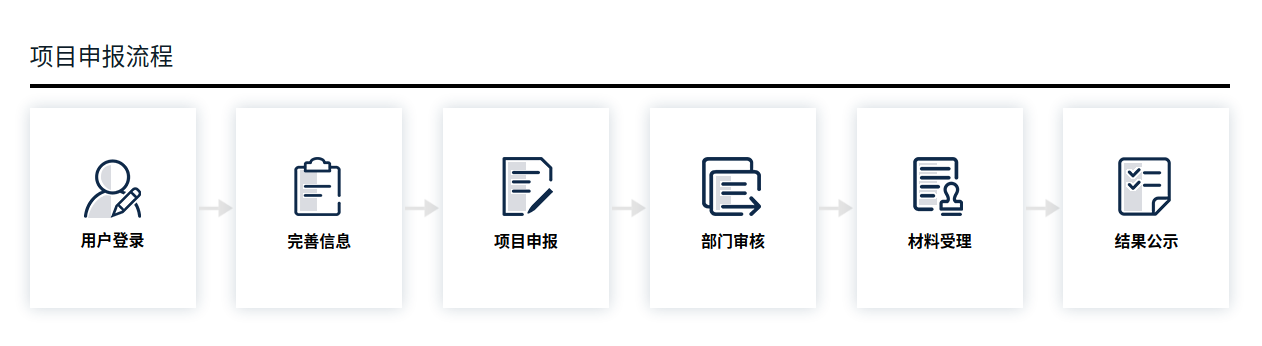 项目申报流程
用户登录
完善信息
项目申报
部门审核
材料受理
结果公示